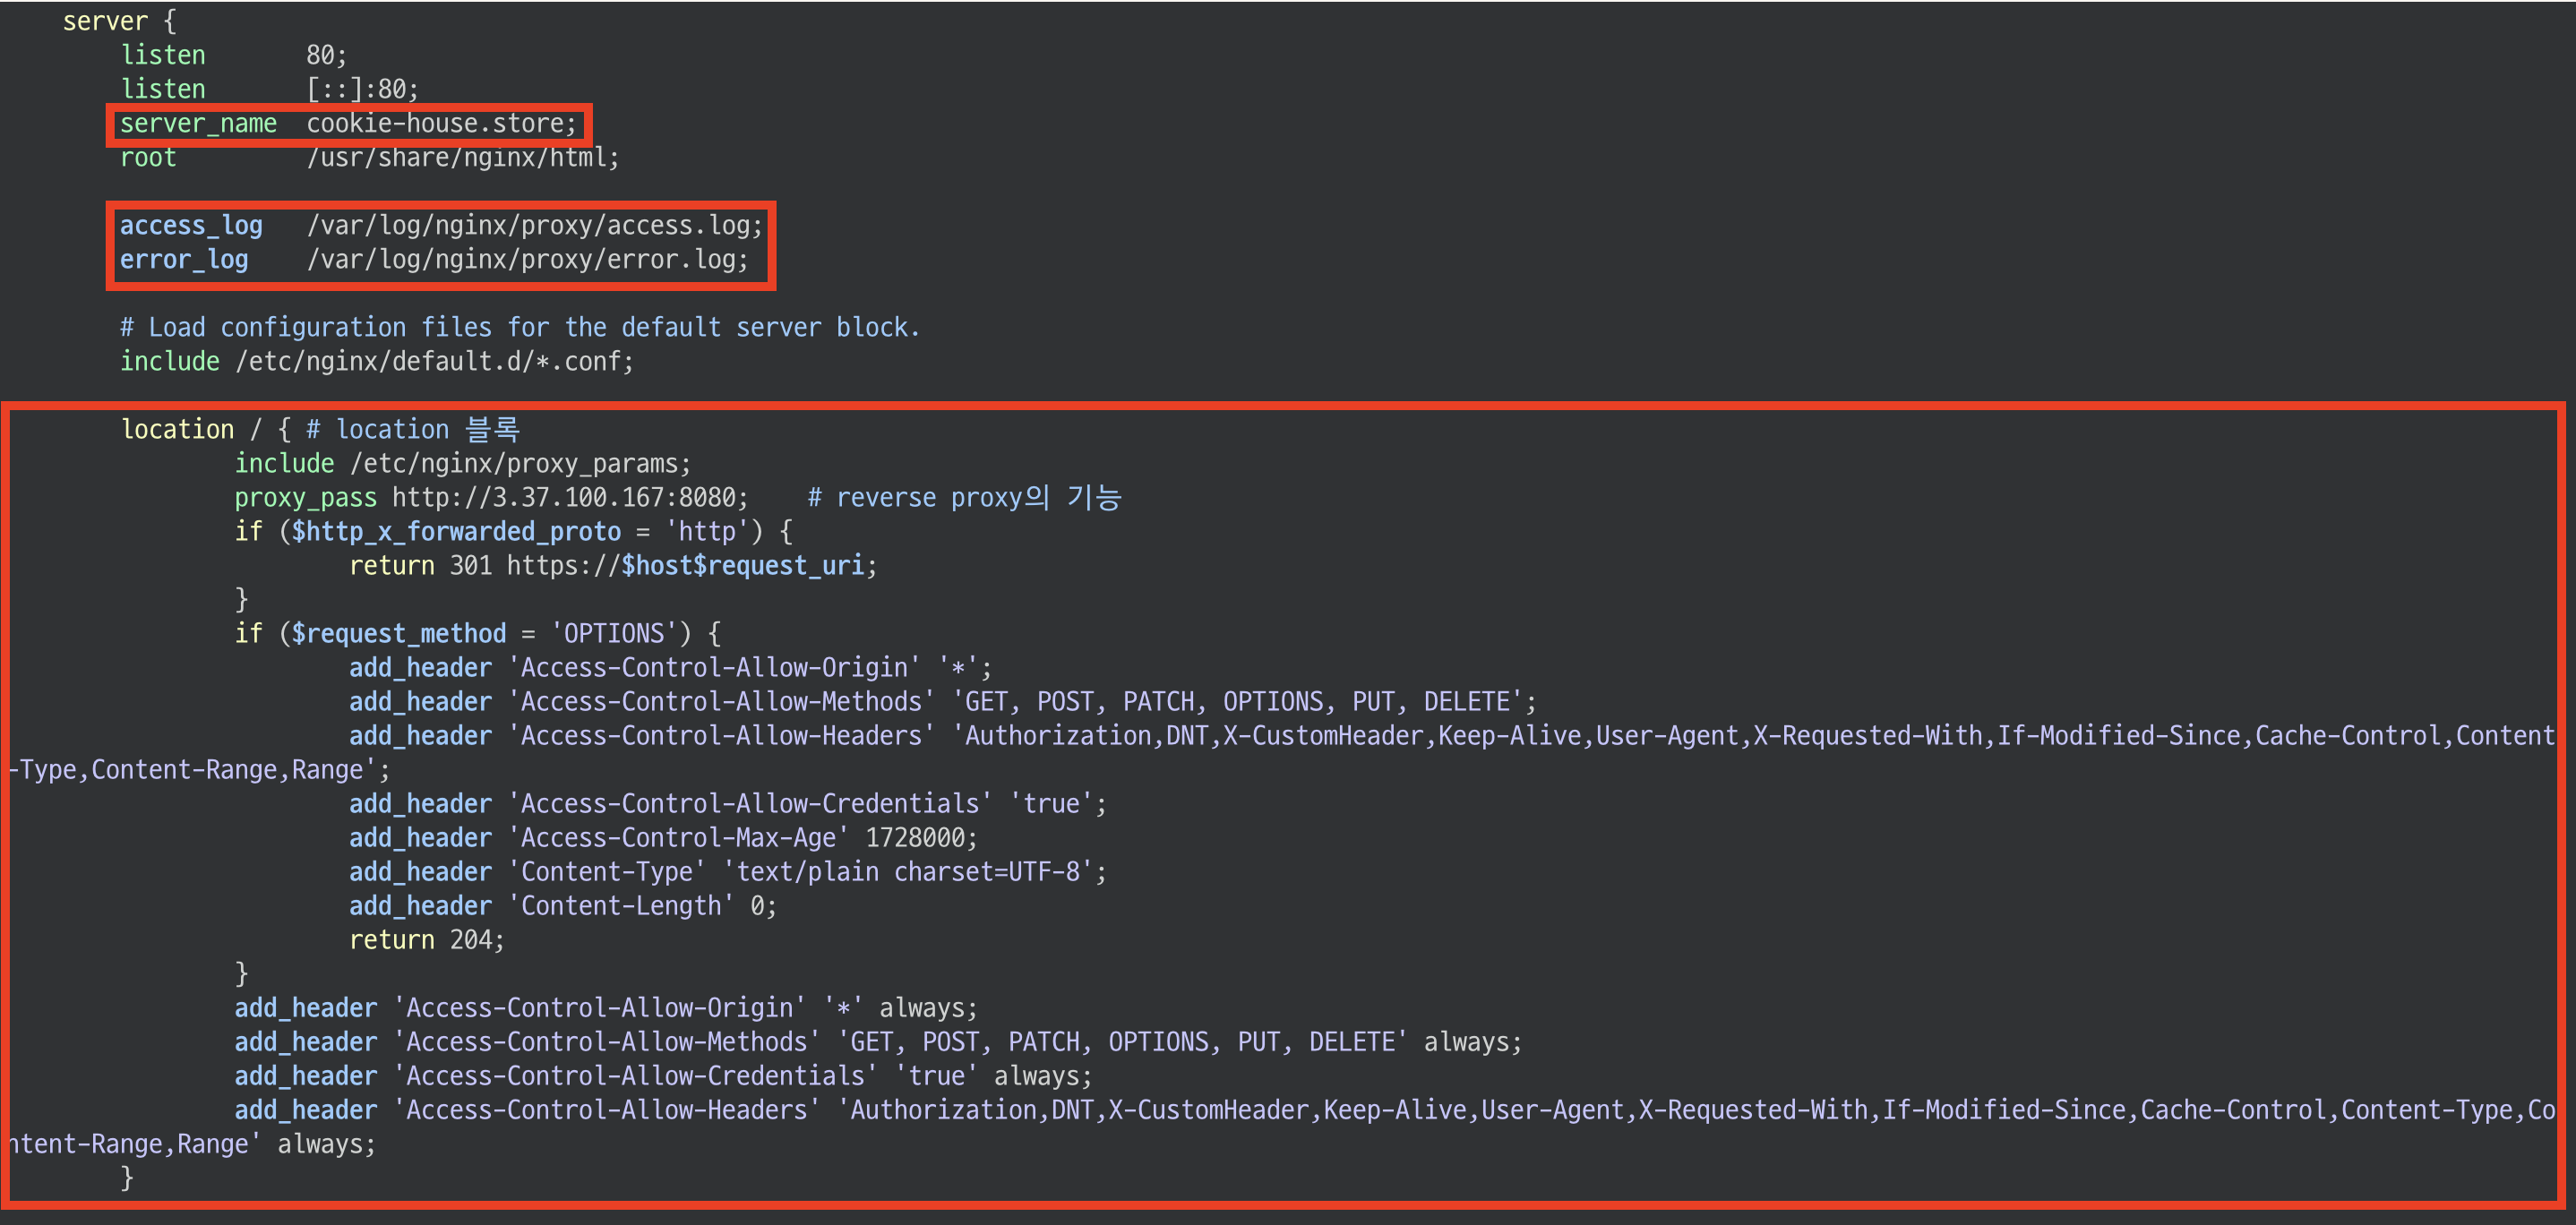 server {
listen 80;
listen [::]:80;
server_name cookie-house.store;
root /usr/share/nginx/html;
access_log /var/log/nginx/proxy/access.log;
error_log /var/log/nginx/proxy/error.log;
# Load configuration files for the default server block.
include /etc/nginx/default.d/*.conf;
location / { # location 블록
include /etc/nginx/proxy_params;
proxy_pass http://3.37.100.167:8080; # reverse proxy의 기능
if ($http_x_forwarded_proto = 'http') {
return 301 https://$host$request_uri;
}
if ($request_method = 'OPTIONS') {
add_header 'Access-Control-Allow-Origin' '*';
add_header 'Access-Control-Allow-Methods' 'GET, POST, PATCH, OPTIONS, PUT, DELETE';
add_header 'Access-Control-Allow-Headers' 'Authorization,DNT,X-CustomHeader,Keep-Alive,User-Agent,X-Requested-With,If-Modified-Since,Cache-Control,Content
-Type,Content-Range,Range';
add_header 'Access-Control-Allow-Credentials' 'true';
add_header 'Access-Control-Max-Age' 1728000;
add_header 'Content-Type' 'text/plain charset=UTF-8';
add_header 'Content-Length' 0;
return 204;
}
add_header 'Access-Control-Allow-Origin' '*' always;
add_header 'Access-Control-Allow-Methods' 'GET, POST, PATCH, OPTIONS, PUT, DELETE' always;
add_header 'Access-Control-Allow-Credentials' 'true' always;
add_header 'Access-Control-Allow-Headers' 'Authorization,DNT,X-CustomHeader,Keep-Alive,User-Agent,X-Requested-With,If-Modified-Since,Cache-Control,Content-Type,Co
ntent-Range,Range' always;
}